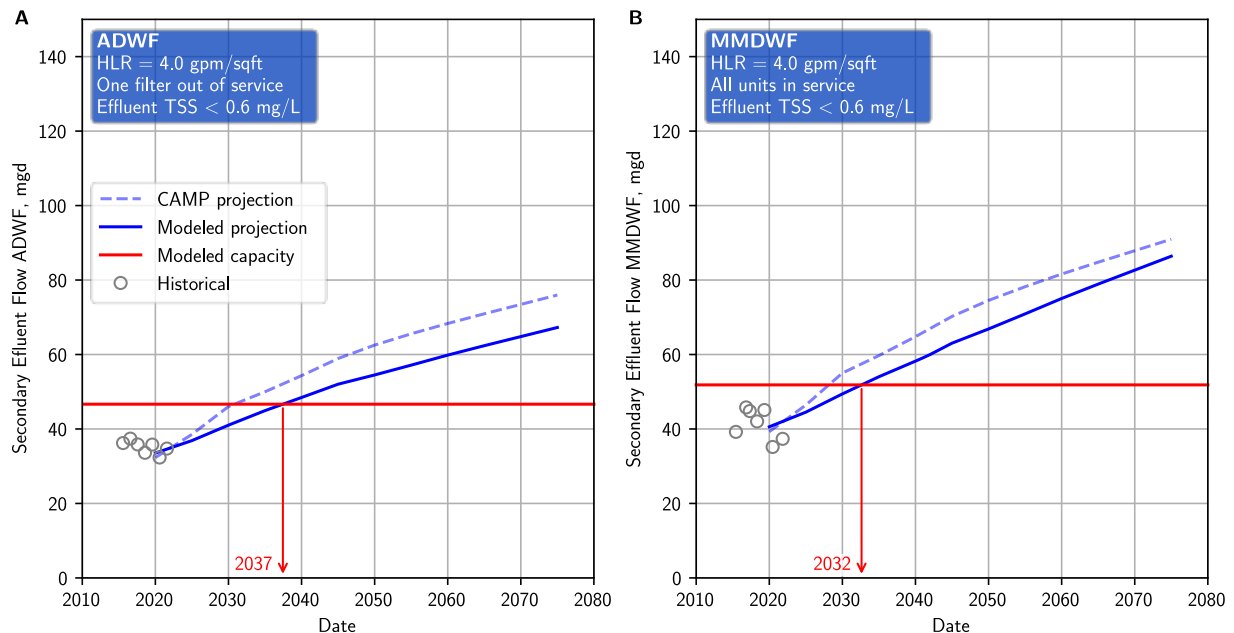 A
ADWF
HLR = 4.0 gpm/sqft
One filter out of service
Effluent TSS < 0.6 mg/L
CAMP projection
Modeled projection
Modeled capacity
Historical
2037
Secondary Efluent Flow ADWF, mgd
0
20
40
60
80
100
120
140
2010
2020
2030
2040
2050
2060
2070
2080
Date
B
MMDWF
HLR = 4.0 gpm/sqft
All units in service
Effluent TSS < 0.6 mg/L
2032
Secondary Effluent Flow MMDWF, mgd
0
20
40
60
80
100
120
140
2010
2020
2030
2040
2050
2060
2070
2080
Date